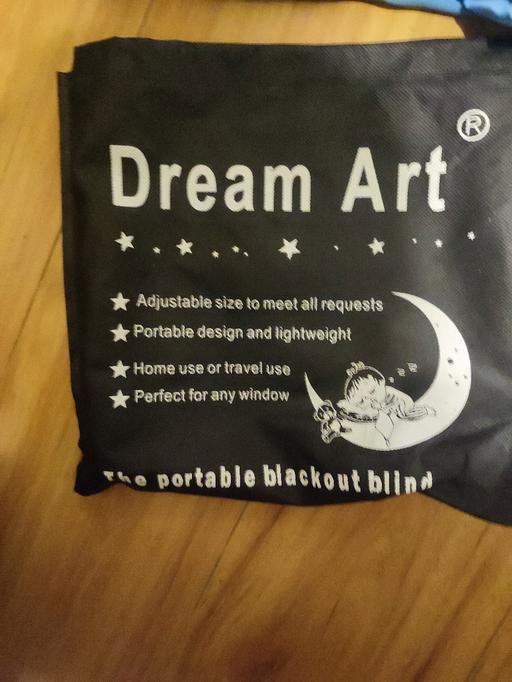 ®
Dream Art
Adjustable size to meet all requests
Portable design and lightweight
Home use or travel use
Perfect for any window
z z
The portable blackout blind